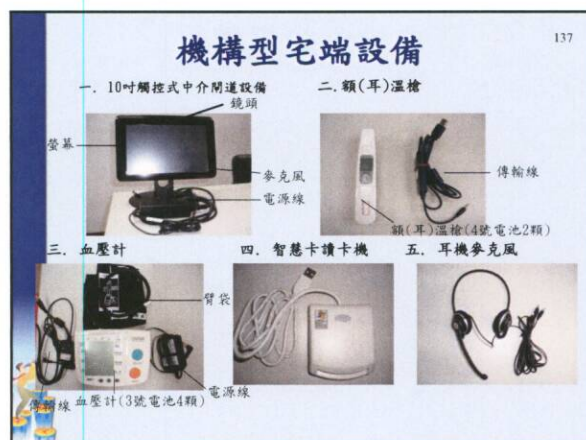 137
機構型宅端設備
一. 10吋觸控式中介閘道設備
鏡頭
螢幕
麥克風
電源線
二.額(耳)溫槍
傳輸線
額(耳)溫槍(4號電池2顆)
三. 血壓計
臂袋
電源線
傳輸線
血壓計(3號電池4顆)
四. 智慧卡讀卡機
五. 耳機麥克風